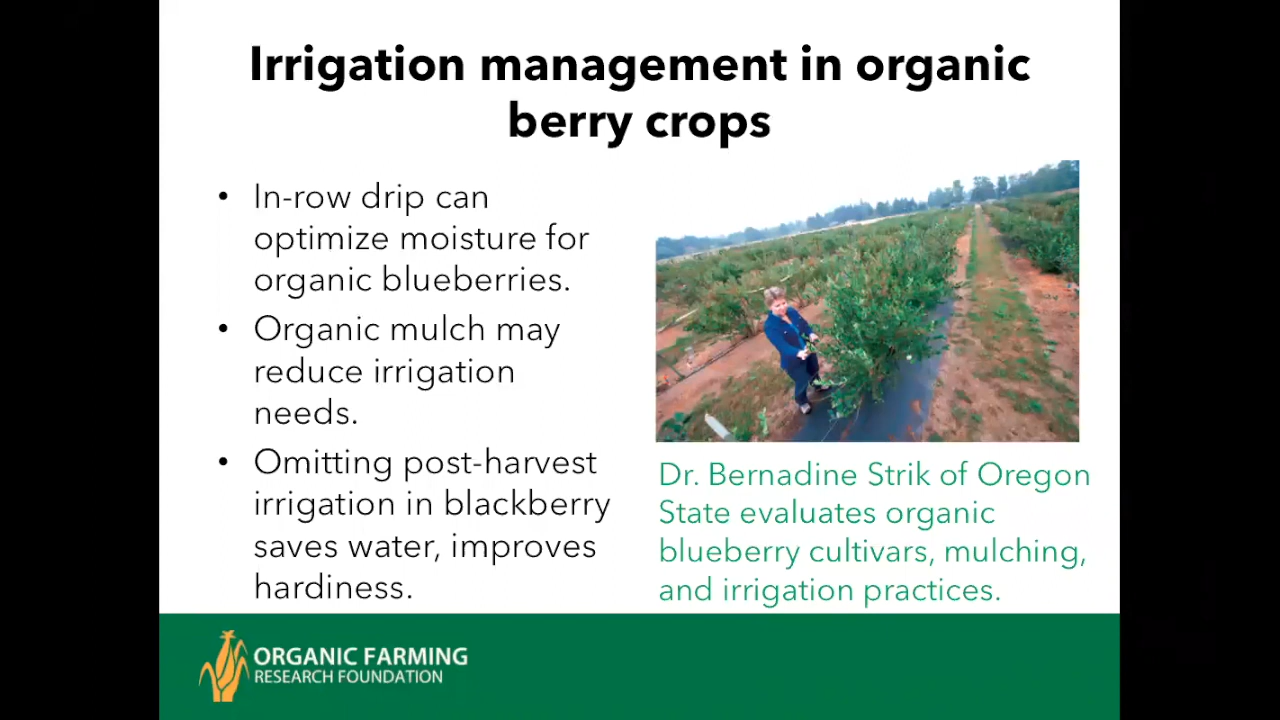 Irrigation management in organic
berry crops
• In-row drip can
optimize moisture for
organic blueberries.
• Organic mulch may
reduce irrigation
needs.
• Omitting post-harvest
irrigation in blackberry
saves water, improves
hardiness.
Dr. Bernadine Strik of Oregon
State evaluates organic
blueberry cultivars, mulching,
and irrigation practices.
ORGANIC FARMING
RESEARCH FOUNDATION